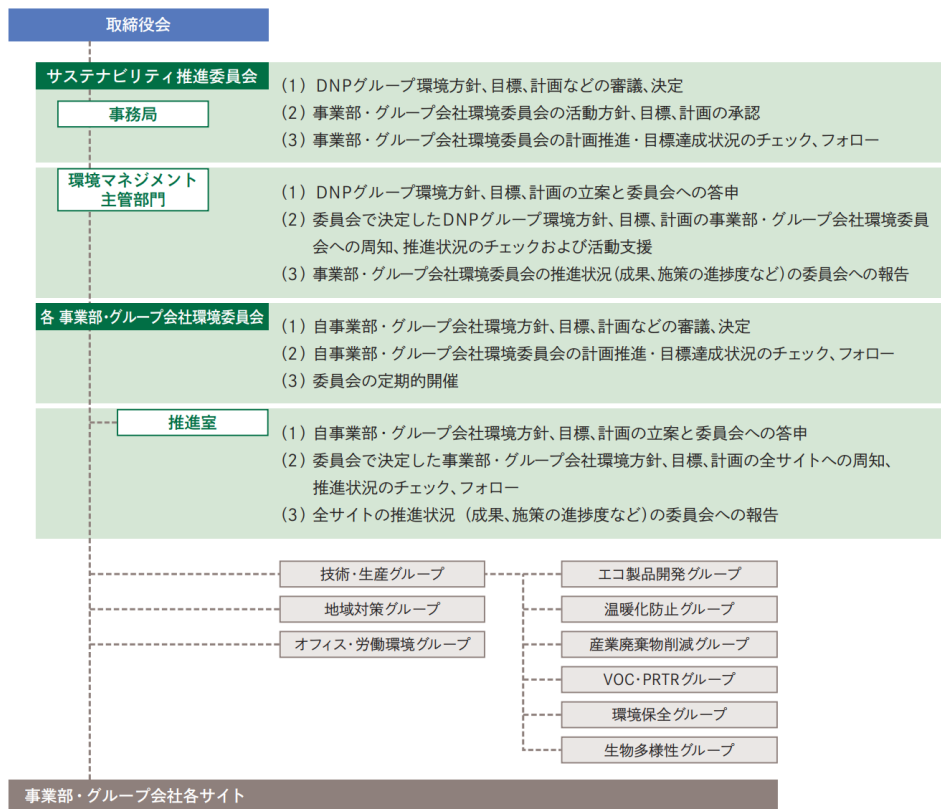 取締役会
サステナビリティ推進委員会
事務局
(1) DNPグループ環境方針、目標、計画などの審議、決定
(2) 事業部・グループ会社環境委員会の活動方針、目標、計画の承認
(3) 事業部・グループ会社環境委員会の計画推進・目標達成状況のチェック、フォロー
環境マネジメント
主管部門
(1) DNPグループ環境方針、目標、計画の立案と委員会への答申
(2) 委員会で決定したDNPグループ環境方針、目標、計画の事業部・グループ会社環境委員
会への周知、推進状況のチェックおよび活動支援
(3) 事業部・グループ会社環境委員会の推進状況(成果、施策の進捗度など)の委員会への報告
各 事業部・グループ会社環境委員会
(1) 自事業部・グループ会社環境方針、目標、計画などの審議、決定
(2) 自事業部・グループ会社環境委員会の計画推進・目標達成状況のチェック、フォロー
(3) 委員会の定期的開催
推進室
(1) 自事業部・グループ会社環境方針、目標、計画の立案と委員会への答申
(2) 委員会で決定した事業部・グループ会社環境方針、目標、計画の全サイトへの周知、
推進状況のチェック、フォロー
(3) 全サイトの推進状況 (成果、施策の進捗度など)の委員会への報告
技術・生産グループ
地域対策グループ
オフィス・労働環境グループ
エコ製品開発グループ
温暖化防止グループ
産業廃棄物削減グループ
VOC・PRTRグループ
環境保全グループ
生物多様性グループ
事業部・グループ会社各サイト